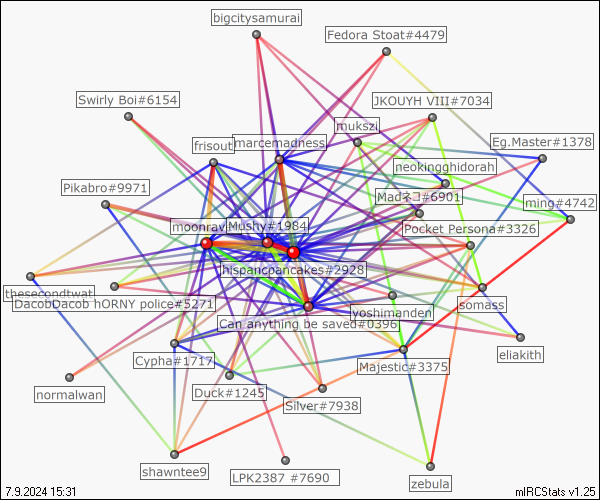 bigcitysamurai
Fedora Stoat#4479
Swirly Boi#6154
JKOUYH VIII#7034
mukszi
frisout
marcemadness
Eg.Master#1378
neokingghidorah
Pikabro#9971
Madネコ#6901
ming#4742
moonrav
Mushy#1984
Pocket Persona#3326
hispancpancakes#2928
thesecondtwat
DacobDacob hORNY police#5271
somass
yoshimanden
Can anything be saved#0396
Cypha#1717
eliakith
Majestic#3375
normalwan
Duck#1245
Silver#7938
shawntee9
LPK2387 #7690
zebula
7.9.2024 15:31
mIRCStats v1.25